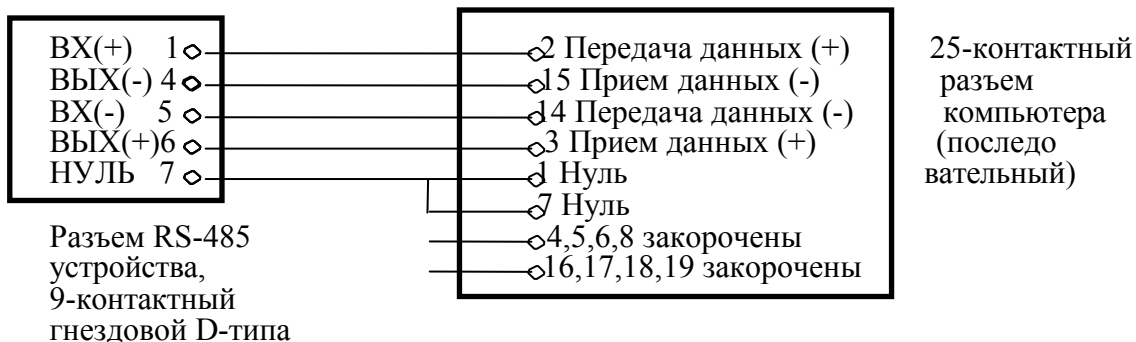 ВХ(+) 1 2 Передача данных (+) 25-контактный
ВЫХ(-) 4 15 Прием данных (-) разъем
ВХ(-) 5 14 Передача данных (-) компьютера
ВЫХ(+)6 3 Прием данных (+) (последо
НУЛЬ 7 1 Нуль вательный)
7 Нуль
Разъем RS-485 4,5,6,8 закорочены
устройства, 16,17,18,19 закорочены
9-контактный
гнездовой D-типа